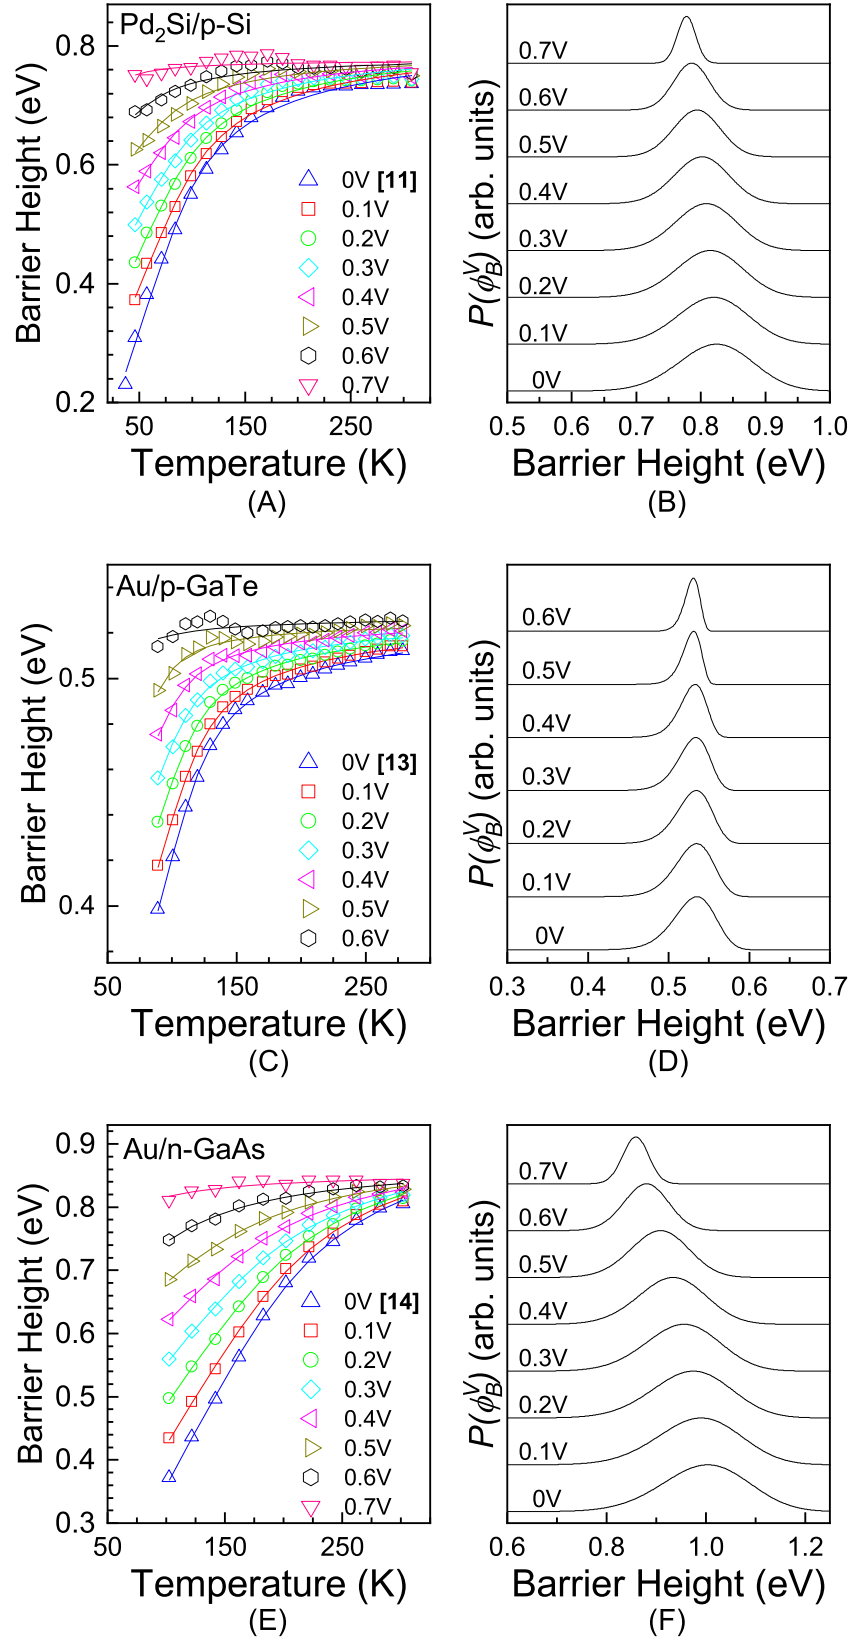 Pd₂Si/p-Si
Barrier Height (eV)
0.8
0.6
0.4
0.2
0V [11]
0.1V
0.2V
0.3V
0.4V
0.5V
0.6V
0.7V
50 150 250
Temperature (K)
(A)
P(ϕ_B^V) (arb. units)
0.7V
0.6V
0.5V
0.4V
0.3V
0.2V
0.1V
0V
0.5 0.6 0.7 0.8 0.9 1.0
Barrier Height (eV)
(B)
Au/p-GaTe
Barrier Height (eV)
0.5
0.4
0V [13]
0.1V
0.2V
0.3V
0.4V
0.5V
0.6V
50 150 250
Temperature (K)
(C)
P(ϕ_B^V) (arb. units)
0.6V
0.5V
0.4V
0.3V
0.2V
0.1V
0V
0.3 0.4 0.5 0.6 0.7
Barrier Height (eV)
(D)
Au/n-GaAs
Barrier Height (eV)
0.9
0.8
0.7
0.6
0.5
0.4
0.3
0V [14]
0.1V
0.2V
0.3V
0.4V
0.5V
0.6V
0.7V
50 150 250
Temperature (K)
(E)
P(ϕ_B^V) (arb. units)
0.7V
0.6V
0.5V
0.4V
0.3V
0.2V
0.1V
0V
0.6 0.8 1.0 1.2
Barrier Height (eV)
(F)